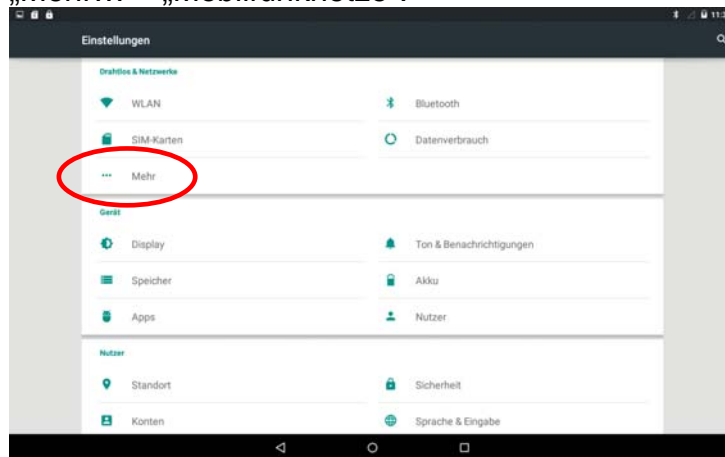 Einstellungen
Drahtlos & Netzwerke
WLAN
Bluetooth
SIM-Karten
Datenverbrauch
Mehr
Gerät
Display
Ton & Benachrichtigungen
Speicher
Akku
Apps
Nutzer
Nutzer
Standort
Sicherheit
Konten
Sprache & Eingabe